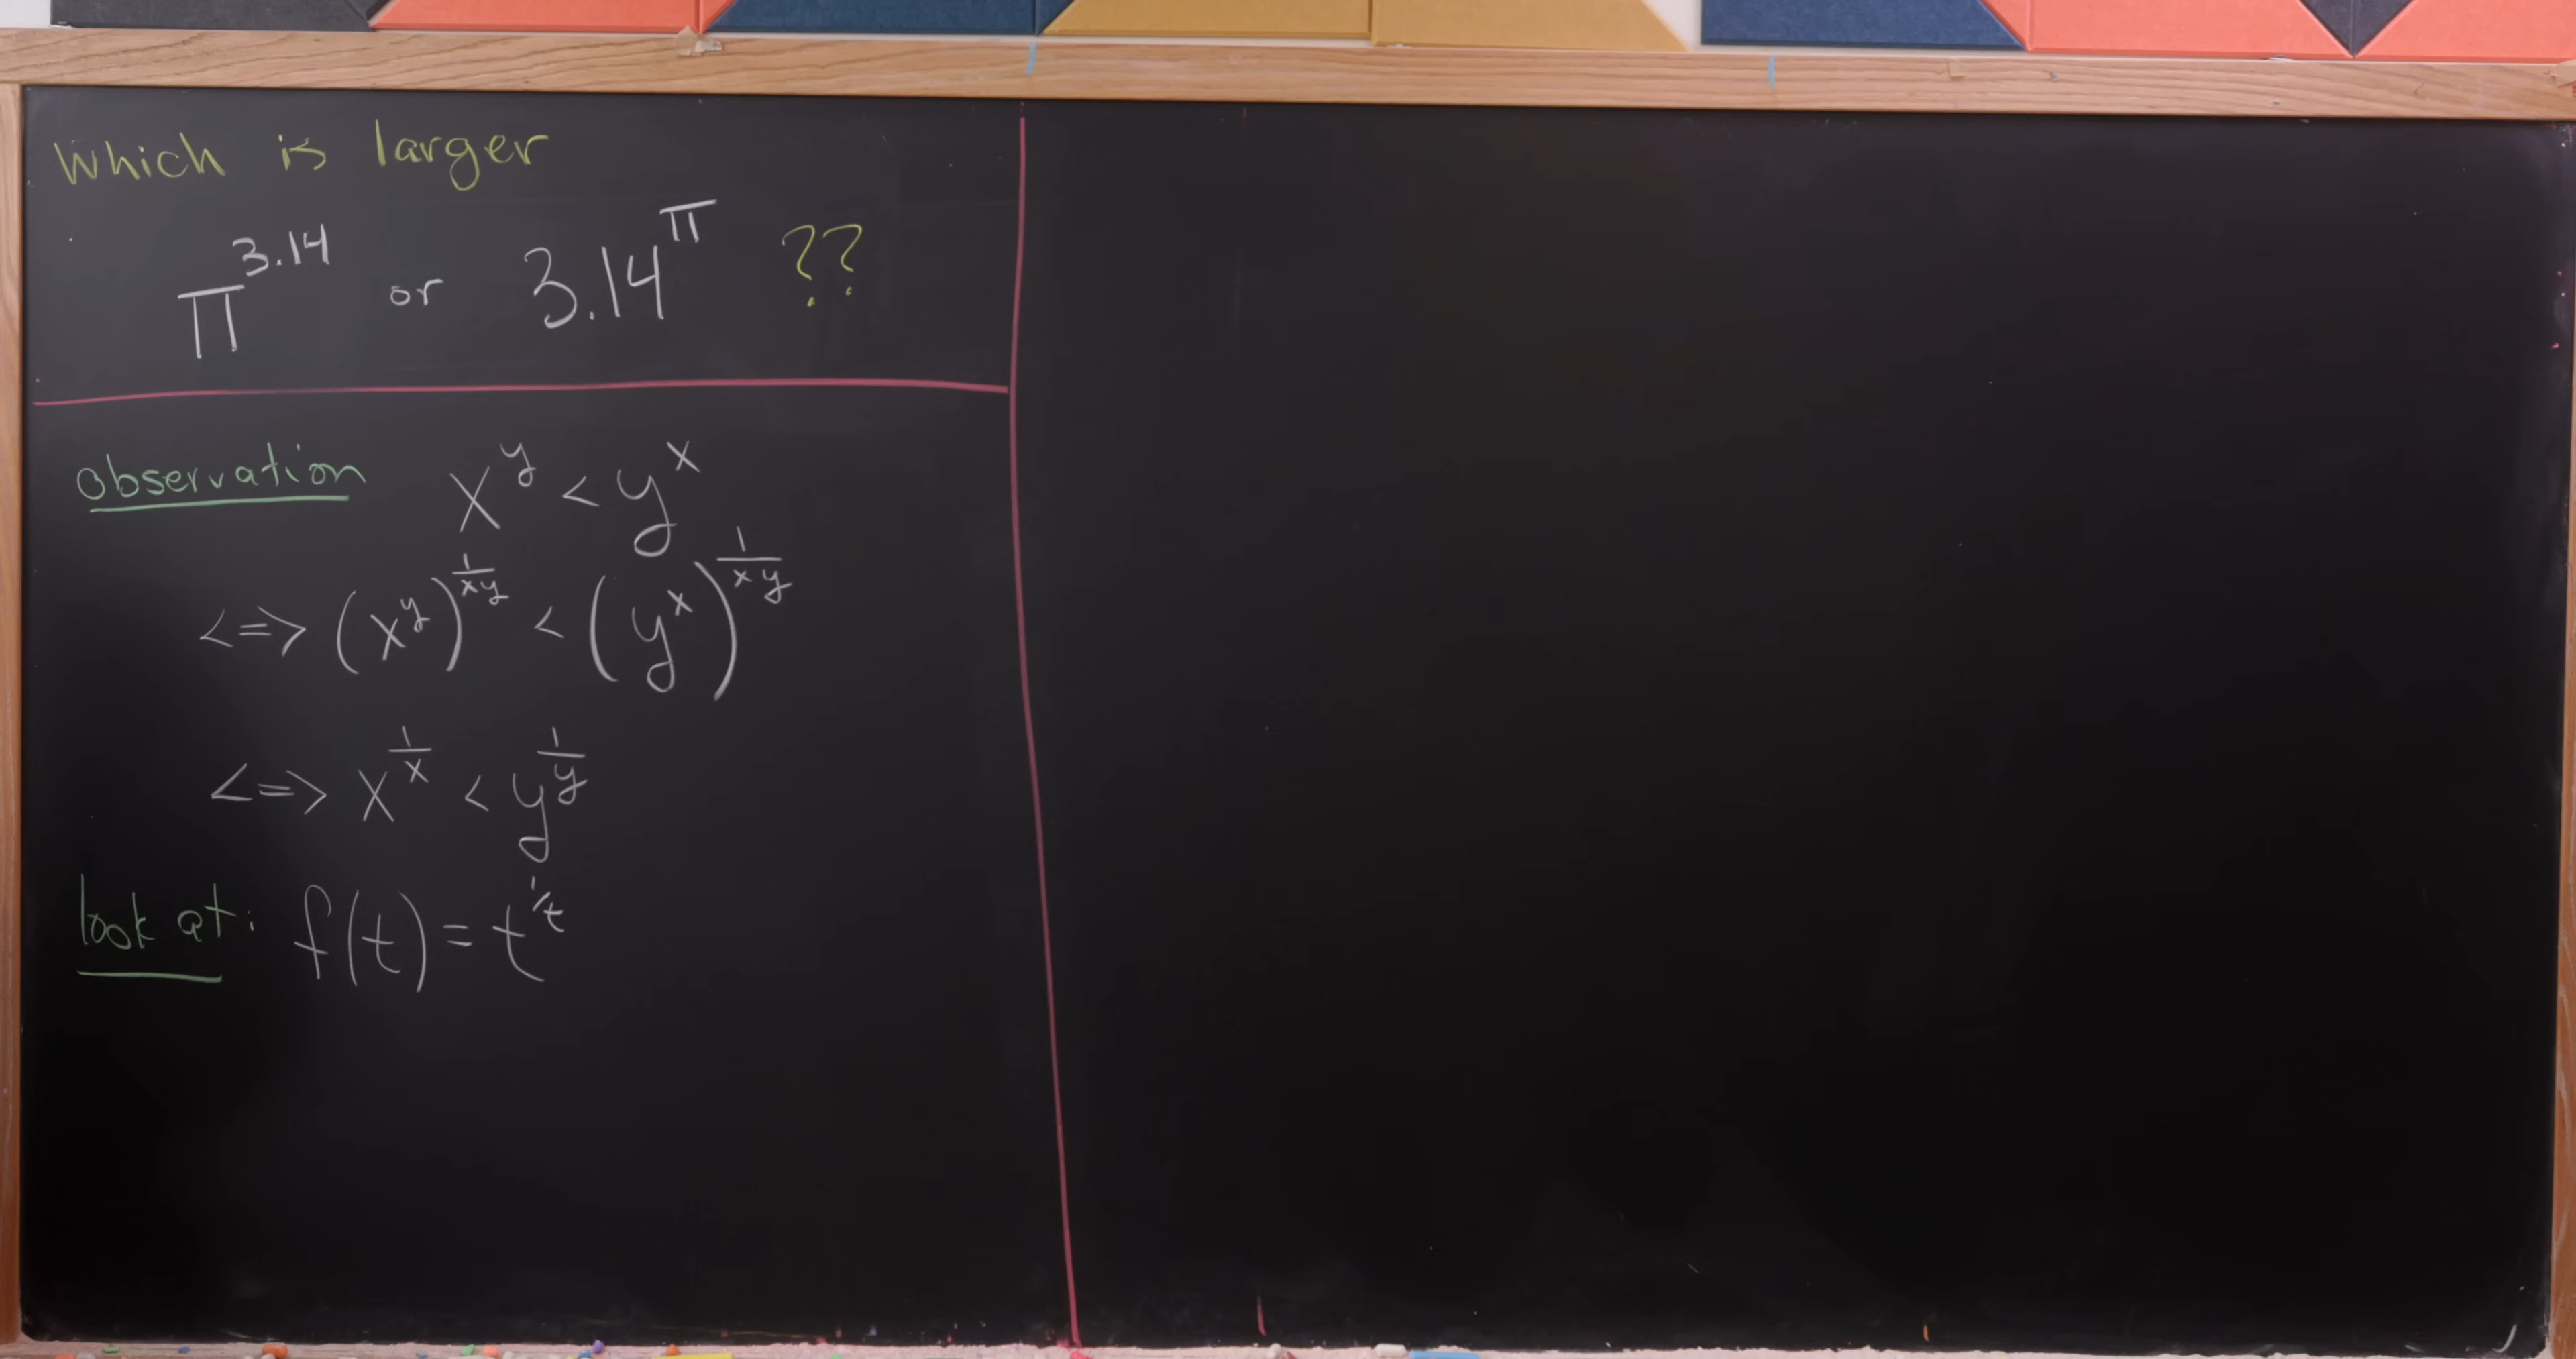 Which is larger
π^3.14 or 3.14^π ??
observation x^y < y^x
<=> (x^y)^(1/xy) < (y^x)^(1/xy)
<=> x^(1/x) < y^(1/y)
look at: f(t) = t^(1/t)